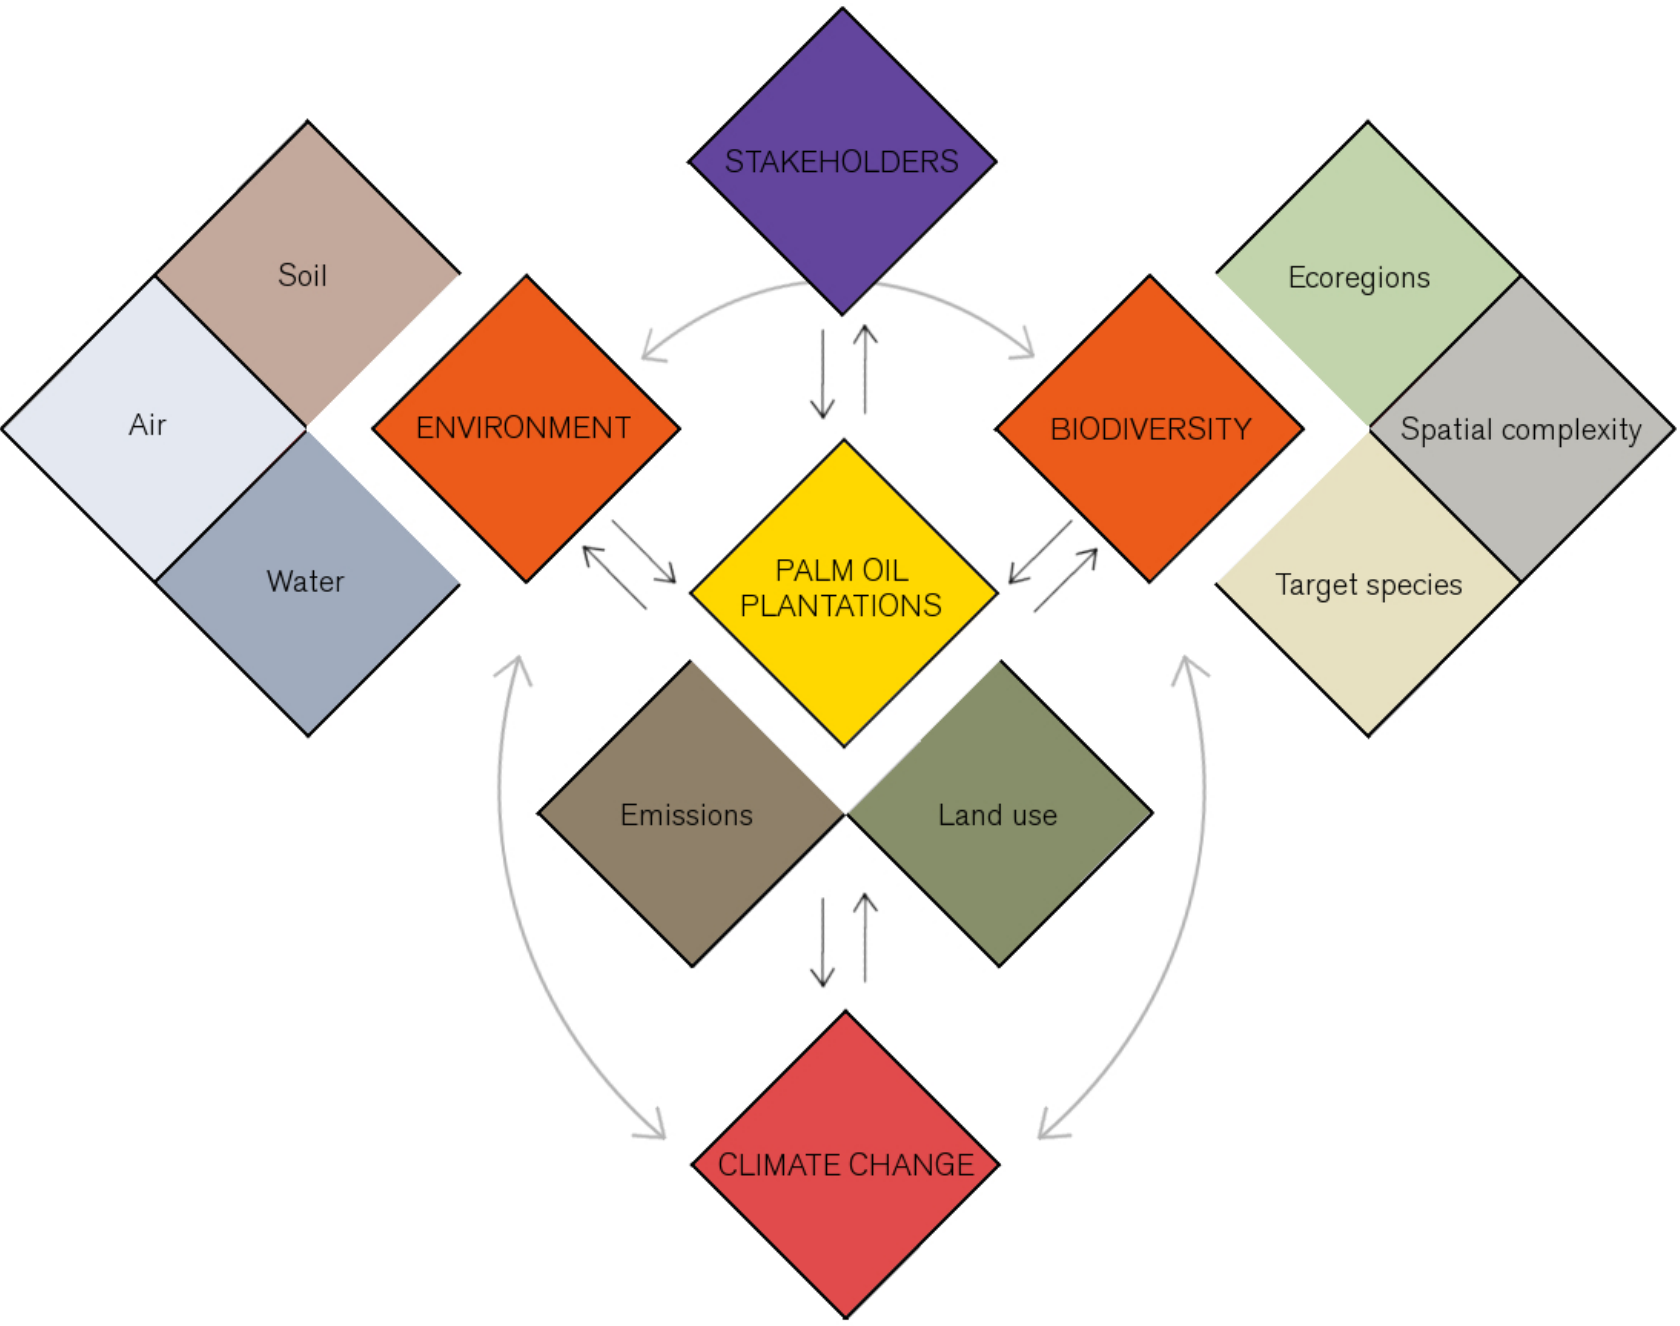 STAKEHOLDERS
Soil
Ecoregions
Air
ENVIRONMENT
BIODIVERSITY
Spatial complexity
Water
PALM OIL
PLANTATIONS
Target species
Emissions
Land use
CLIMATE CHANGE